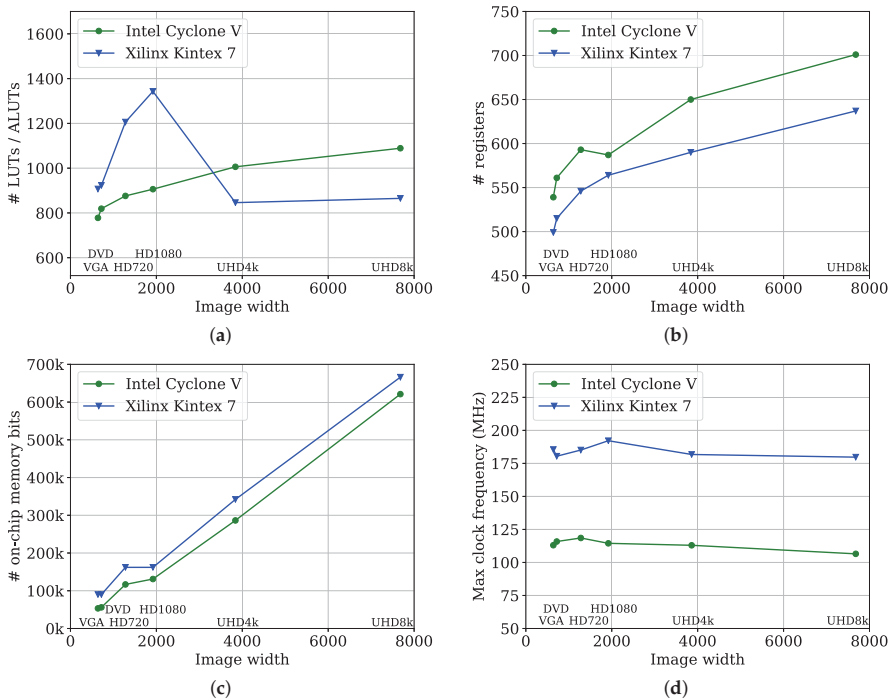 Intel Cyclone V
Xilinx Kintex 7
# LUTs / ALUTs
1600
1400
1200
1000
800
600
DVD HD1080
VGA HD720 UHD4k UHD8k
0 2000 4000 6000 8000
Image width
(a)
Intel Cyclone V
Xilinx Kintex 7
# registers
750
700
650
600
550
500
450
DVD HD1080
VGA HD720 UHD4k UHD8k
0 2000 4000 6000 8000
Image width
(b)
Intel Cyclone V
Xilinx Kintex 7
# on-chip memory bits
700k
600k
500k
400k
300k
200k
100k
0k
DVD HD1080
VGA HD720 UHD4k UHD8k
0 2000 4000 6000 8000
Image width
(c)
Intel Cyclone V
Xilinx Kintex 7
Max clock frequency (MHz)
250
225
200
175
150
125
100
75
50
DVD HD1080
VGA HD720 UHD4k UHD8k
0 2000 4000 6000 8000
Image width
(d)